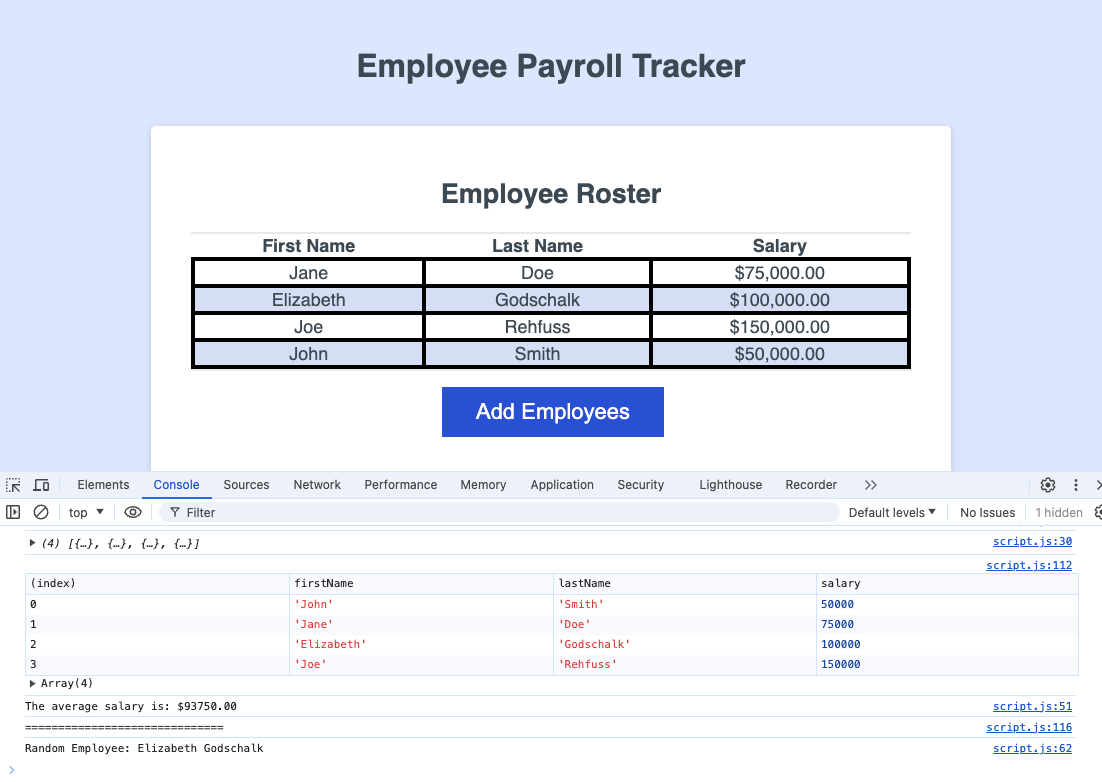 Employee Payroll Tracker
Employee Roster
First Name Last Name Salary
Jane Doe $75,000.00
Elizabeth Godschalk $100,000.00
Joe Rehfuss $150,000.00
John Smith $50,000.00
Add Employees
Elements Console Sources Network Performance Memory Application Security Lighthouse Recorder
top Filter Default levels No Issues 1 hidden
(4) [{…}, {…}, {…}, {…}] script.js:30
script.js:112
(index) firstName lastName salary
0 'John' 'Smith' 50000
1 'Jane' 'Doe' 75000
2 'Elizabeth' 'Godschalk' 100000
3 'Joe' 'Rehfuss' 150000
Array(4)
The average salary is: $93750.00 script.js:51
============================== script.js:116
Random Employee: Elizabeth Godschalk script.js:62